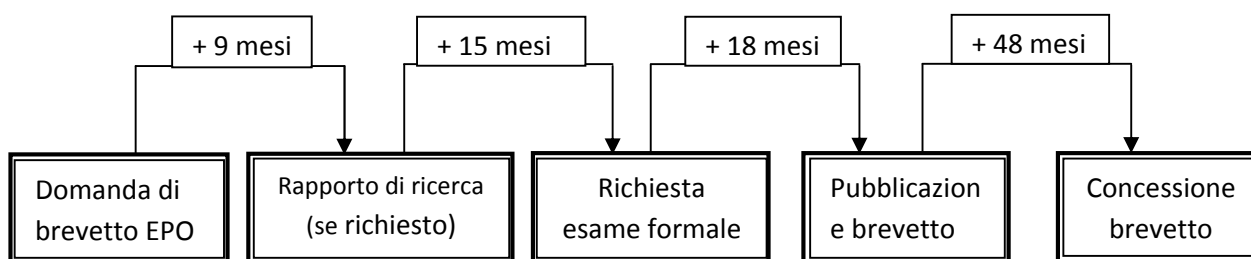 + 9 mesi
+ 15 mesi
+ 18 mesi
+ 48 mesi
Domanda di
brevetto EPO
Rapporto di ricerca
(se richiesto)
Richiesta
esame formale
Pubblicazion
e brevetto
Concessione
brevetto